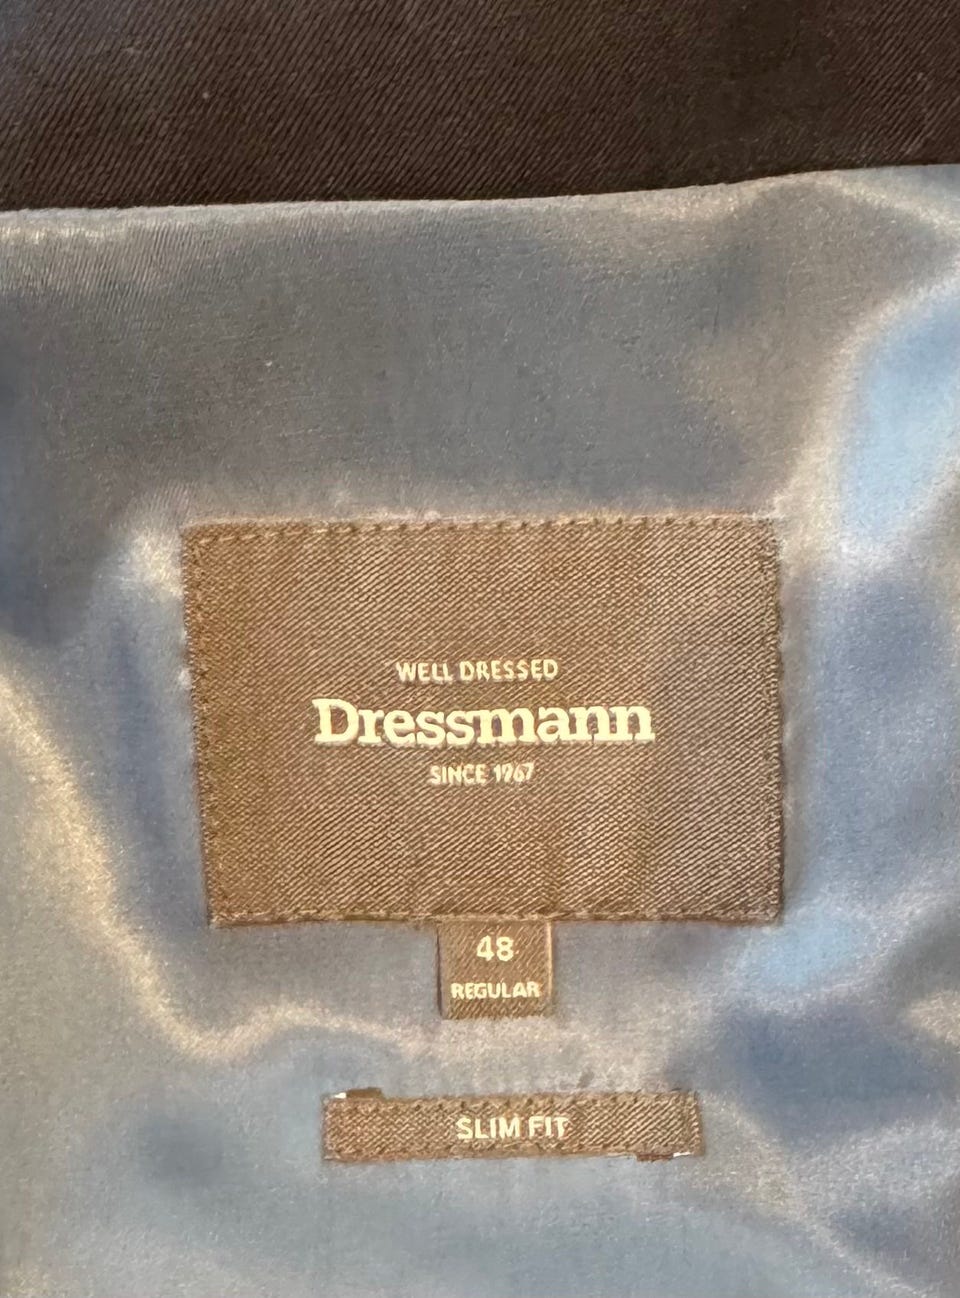 WELL DRESSED
Dressmann
SINCE 1967
48
REGULAR
SLIM FIT